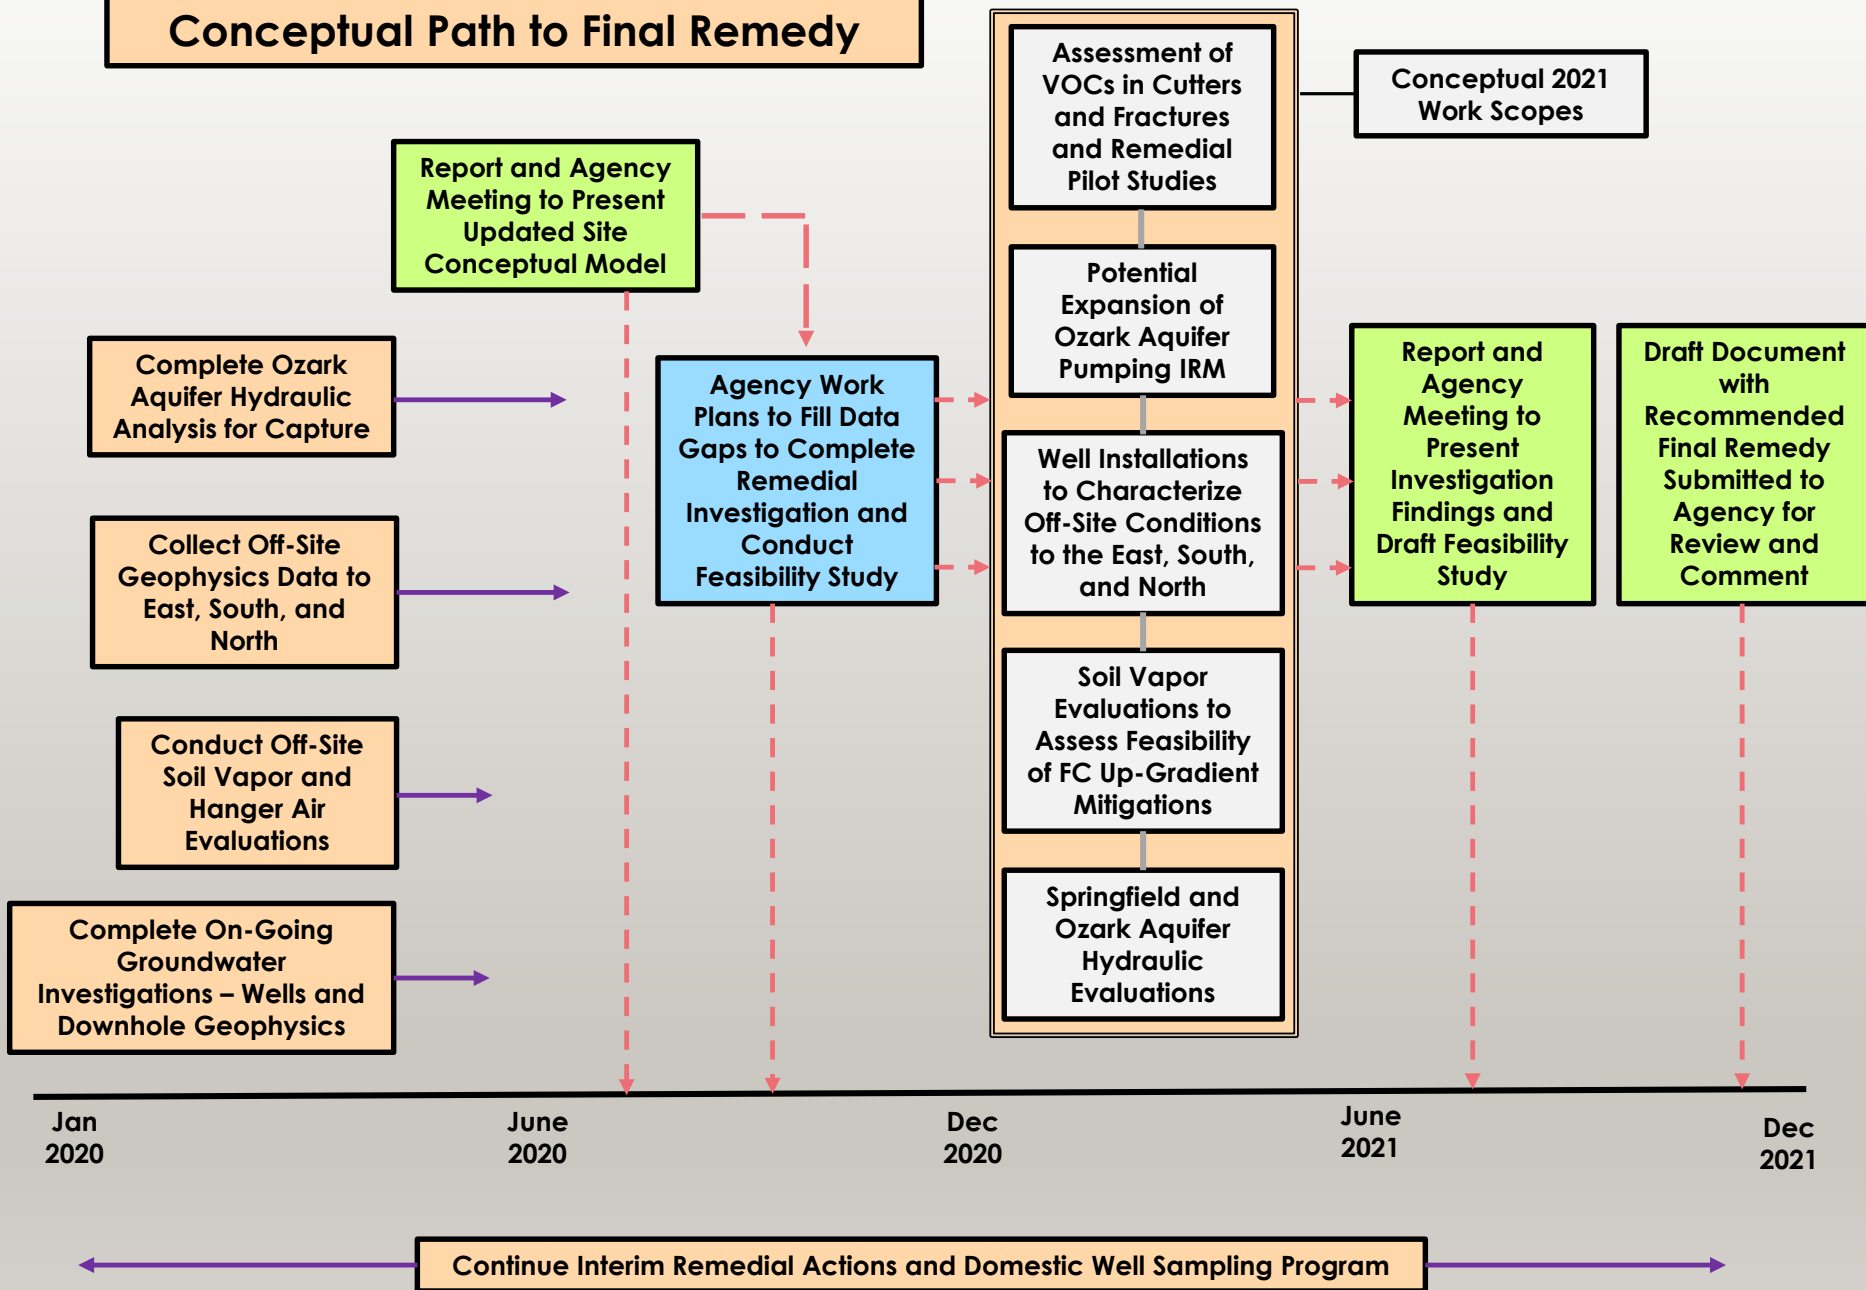 Conceptual Path to Final Remedy
Assessment of
VOCs in Cutters
and Fractures
and Remedial
Pilot Studies
Conceptual 2021
Work Scopes
Report and Agency
Meeting to Present
Updated Site
Conceptual Model
Potential
Expansion of
Ozark Aquifer
Pumping IRM
Complete Ozark
Aquifer Hydraulic
Analysis for Capture
Agency Work
Plans to Fill Data
Gaps to Complete
Remedial
Investigation and
Conduct
Feasibility Study
Report and
Agency
Meeting to
Present
Investigation
Findings and
Draft Feasibility
Study
Draft Document
with
Recommended
Final Remedy
Submitted to
Agency for
Review and
Comment
Well Installations
to Characterize
Off-Site Conditions
to the East, South,
and North
Collect Off-Site
Geophysics Data to
East, South, and
North
Soil Vapor
Evaluations to
Assess Feasibility
of FC Up-Gradient
Mitigations
Conduct Off-Site
Soil Vapor and
Hanger Air
Evaluations
Springfield and
Ozark Aquifer
Hydraulic
Evaluations
Complete On-Going
Groundwater
Investigations – Wells and
Downhole Geophysics
Jan
2020
June
2020
Dec
2020
June
2021
Dec
2021
Continue Interim Remedial Actions and Domestic Well Sampling Program